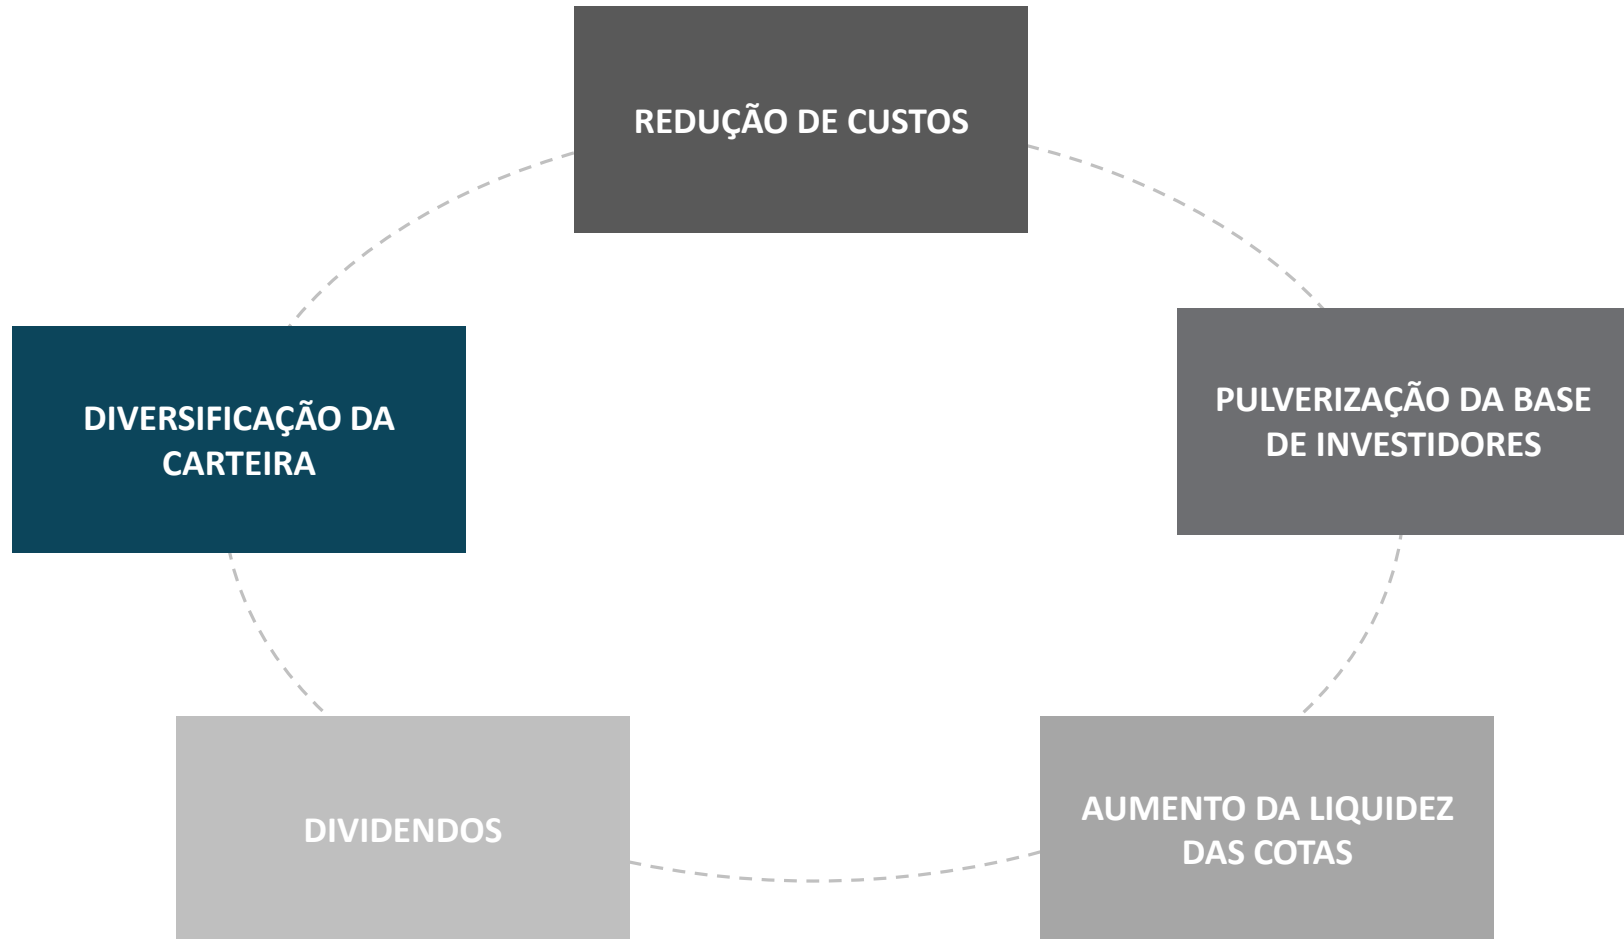 REDUÇÃO DE CUSTOS
PULVERIZAÇÃO DA BASE
DE INVESTIDORES
DIVERSIFICAÇÃO DA
CARTEIRA
DIVIDENDOS
AUMENTO DA LIQUIDEZ
DAS COTAS